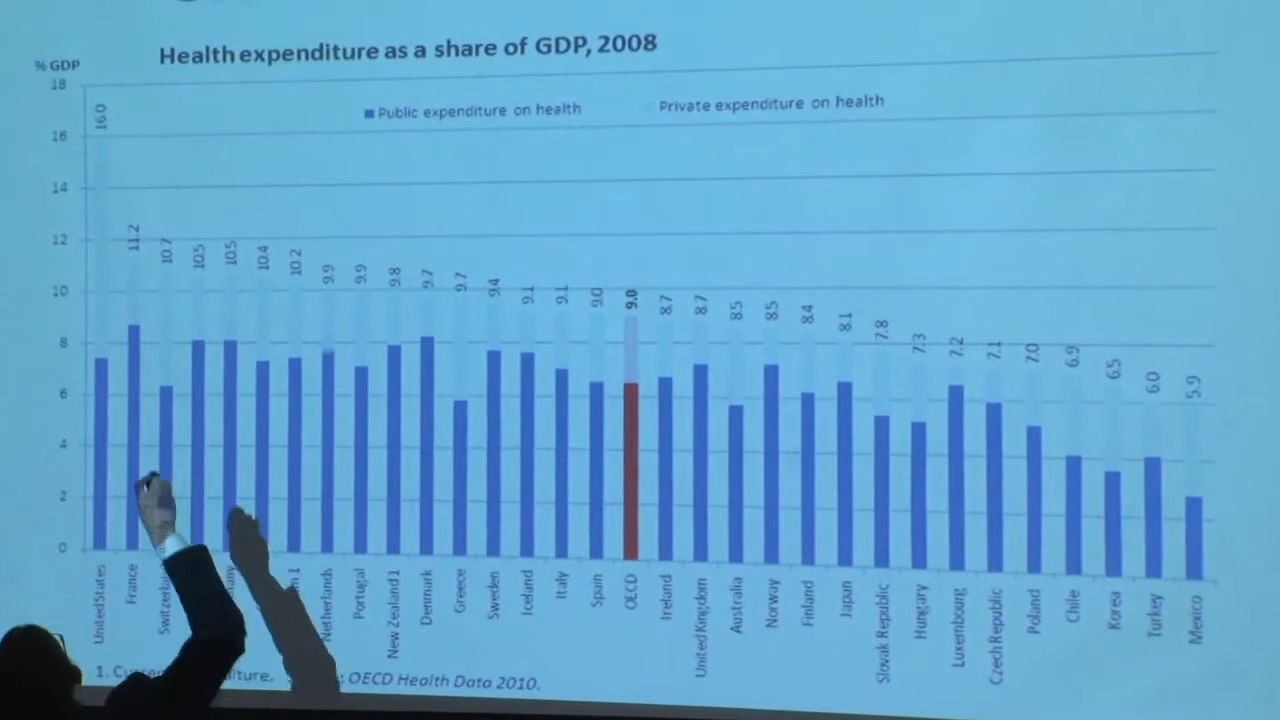 Health expenditure as a share of GDP, 2008
% GDP
18
16
14
12
10
8
6
4
2
0
Public expenditure on health
Private expenditure on health
16.0
11.2
10.7
10.5
10.5
10.4
10.2
9.9
9.9
9.8
9.7
9.7
9.4
9.1
9.1
9.0
9.0
8.7
8.7
8.5
8.5
8.4
8.1
7.8
7.3
7.2
7.1
7.0
6.9
6.5
6.0
5.9
United States
France
Netherlands
Portugal
New Zealand 1
Denmark
Greece
Sweden
Iceland
Italy
Spain
OECD
Ireland
United Kingdom
Australia
Norway
Finland
Japan
Slovak Republic
Hungary
Luxembourg
Czech Republic
Poland
Chile
Korea
Turkey
Mexico
1. : OECD Health Data 2010.